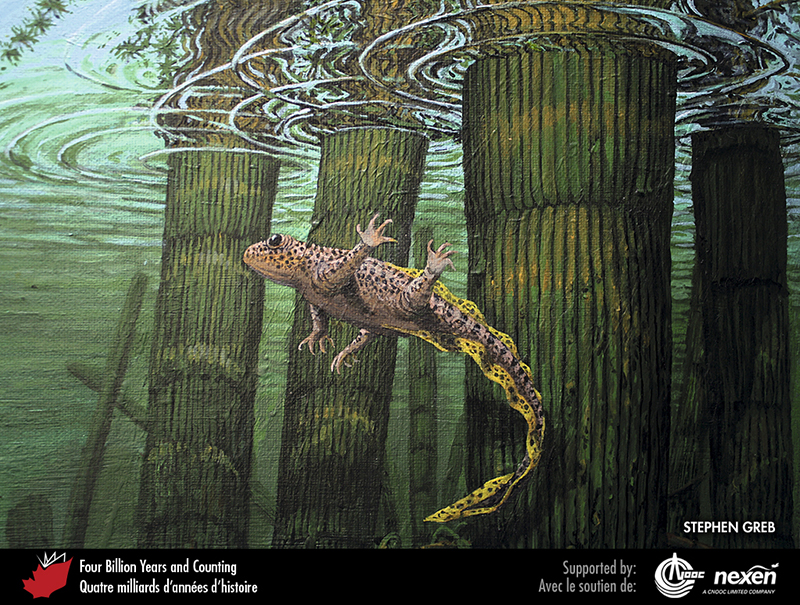 STEPHEN GREB
Four Billion Years and Counting
Quatre milliards d'années d'histoire
Supported by:
Avec le soutien de:
CNOOC
nexen
A CNOOC LIMITED COMPANY